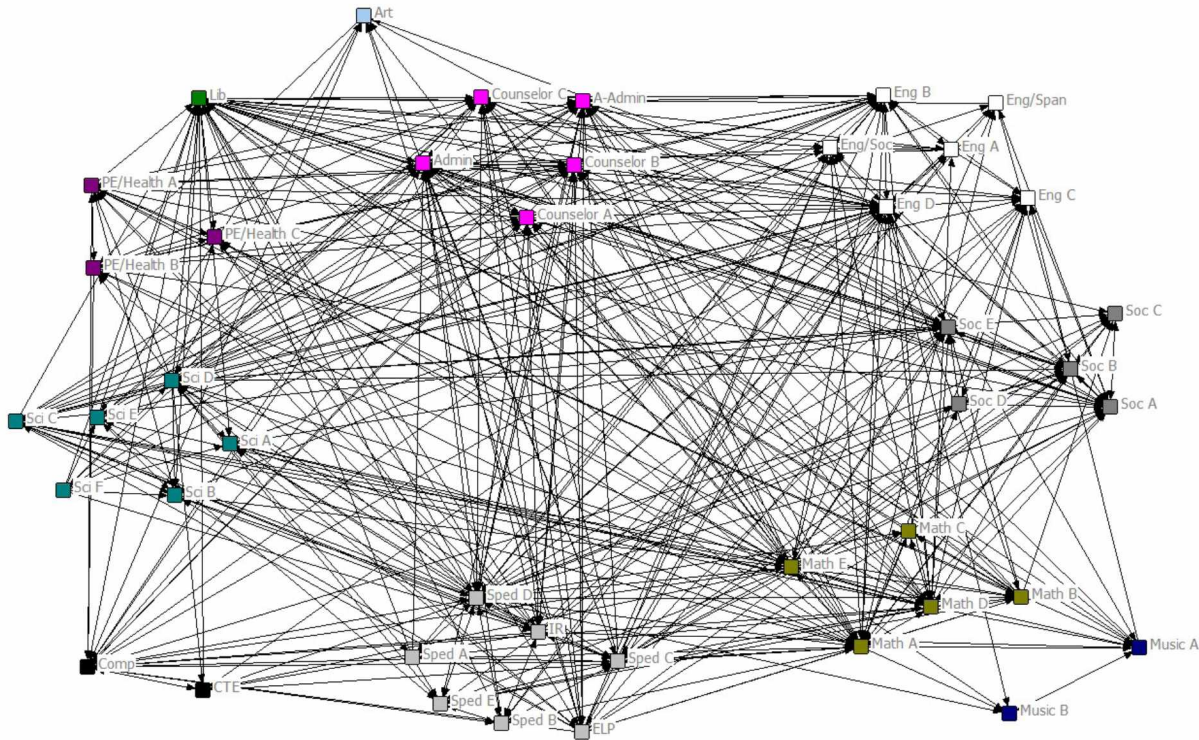 Art
Lib
Counselor C
A-Admin
Eng B
Eng/Span
Eng/Soc
Eng A
Admin
Counselor B
PE/Health A
Eng D
Eng C
Counselor A
PE/Health C
PE/Health B
Soc C
Soc E
Soc B
Sci D
Soc D
Soc A
Sci C
Sci E
Sci A
Sci F
Sci B
Math C
Math E
Sped D
Math D
Math B
IR
Math A
Music A
Sped A
Sped C
Comp
CTE
Sped E
Music B
Sped B
ELP